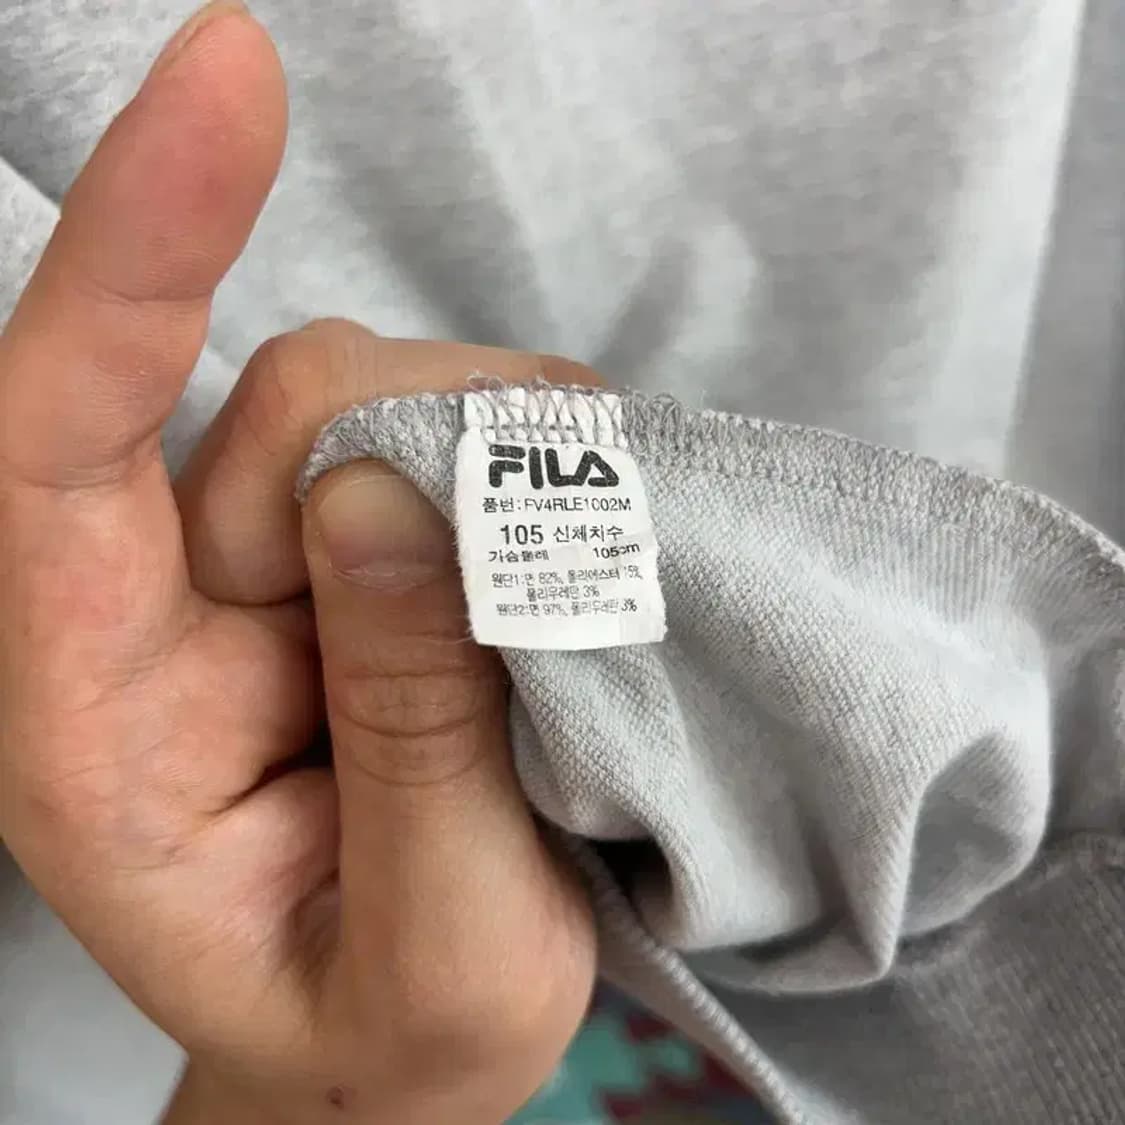 FILA
품번: FV4RLE1002M
105 신체치수
가슴둘레 105cm
원단1:면 82%, 폴리에스터 15%,
폴리우레탄 3%
원단2:면 97%, 폴리우레탄 3%